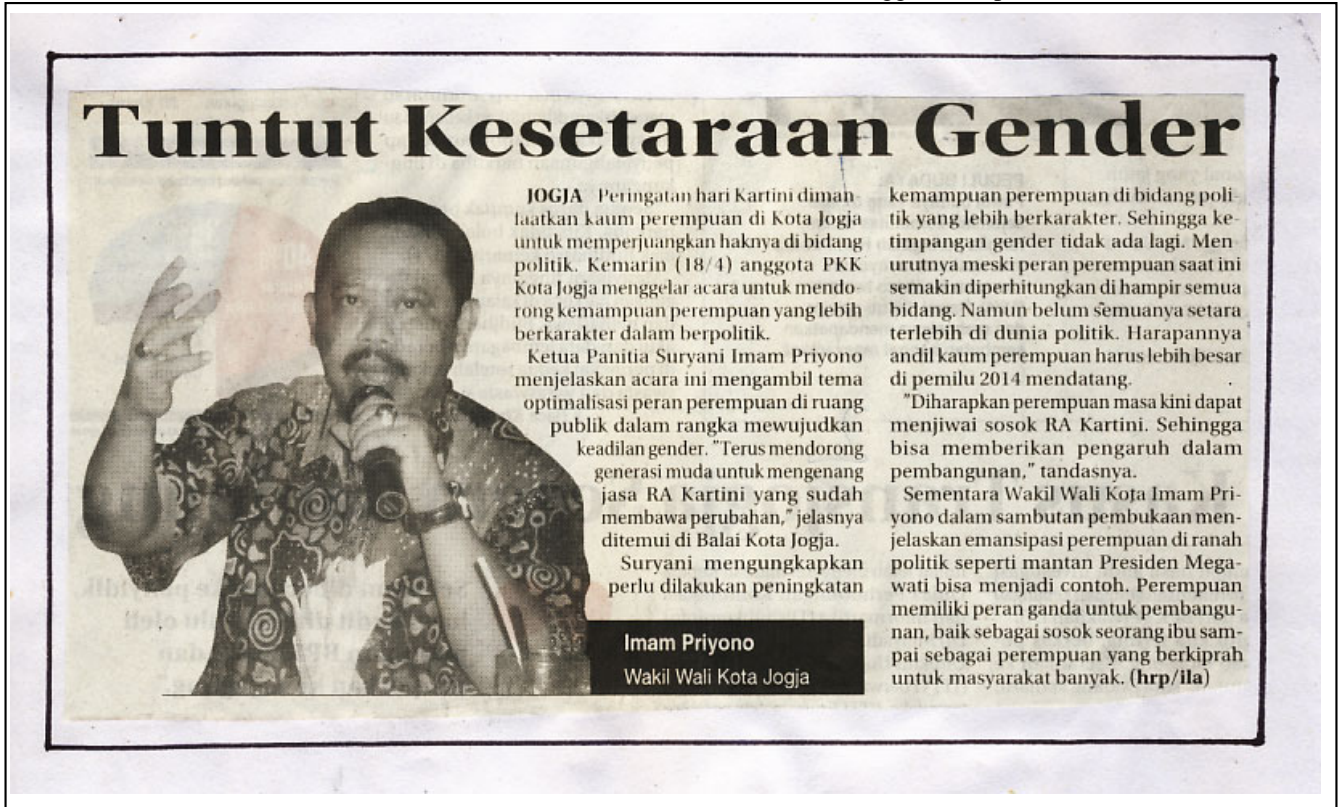 Tuntut Kesetaraan Gender
JOGJA Peringatan hari Kartini diman-
faatkan kaum perempuan di Kota Jogja
untuk memperjuangkan haknya di bidang
politik. Kemarin (18/4) anggota PKK
Kota Jogja menggelar acara untuk mendo
rong kemampuan perempuan yang lebih
berkarakter dalam berpolitik.
Ketua Panitia Suryani Imam Priyono
menjelaskan acara ini mengambil tema
optimalisasi peran perempuan di ruang
publik dalam rangka mewujudkan
keadilan gender. "Terus mendorong
generasi muda untuk mengenang
jasa RA Kartini yang sudah
membawa perubahan," jelasnya
ditemui di Balai Kota Jogja.
Suryani mengungkapkan
perlu dilakukan peningkatan
kemampuan perempuan di bidang poli-
tik yang lebih berkarakter. Sehingga ke-
timpangan gender tidak ada lagi. Men
urutnya meski peran perempuan saat ini
semakin diperhitungkan di hampir semua
bidang. Namun belum semuanya setara
terlebih di dunia politik. Harapannya
andil kaum perempuan harus lebih besar
di pemilu 2014 mendatang.
"Diharapkan perempuan masa kini dapat
menjiwai sosok RA Kartini. Sehingga
bisa memberikan pengaruh dalam
pembangunan," tandasnya.
Sementara Wakil Wali Kota Imam Pri-
yono dalam sambutan pembukaan men-
jelaskan emansipasi perempuan di ranah
politik seperti mantan Presiden Mega-
wati bisa menjadi contoh. Perempuan
memiliki peran ganda untuk pembangu-
nan, baik sebagai sosok seorang ibu sam-
pai sebagai perempuan yang berkiprah
untuk masyarakat banyak. (hrp/ila)
Imam Priyono
Wakil Wali Kota Jogja